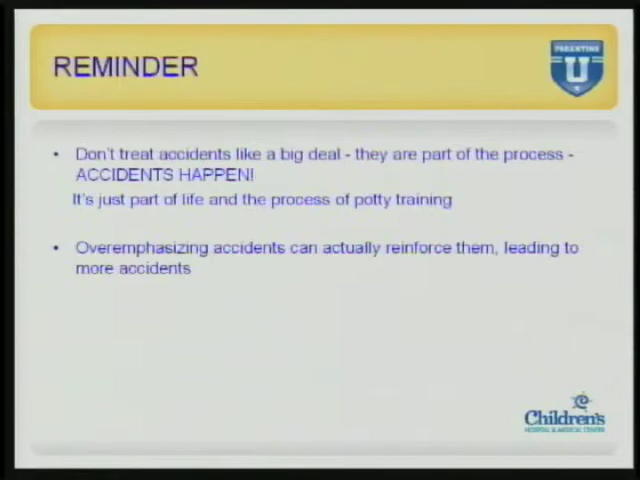 REMINDER
PARENTING
U
• Don't treat accidents like a big deal - they are part of the process -
ACCIDENTS HAPPEN!
It's just part of life and the process of potty training
• Overemphasizing accidents can actually reinforce them, leading to
more accidents
Children's
HOSPITAL & MEDICAL CENTER